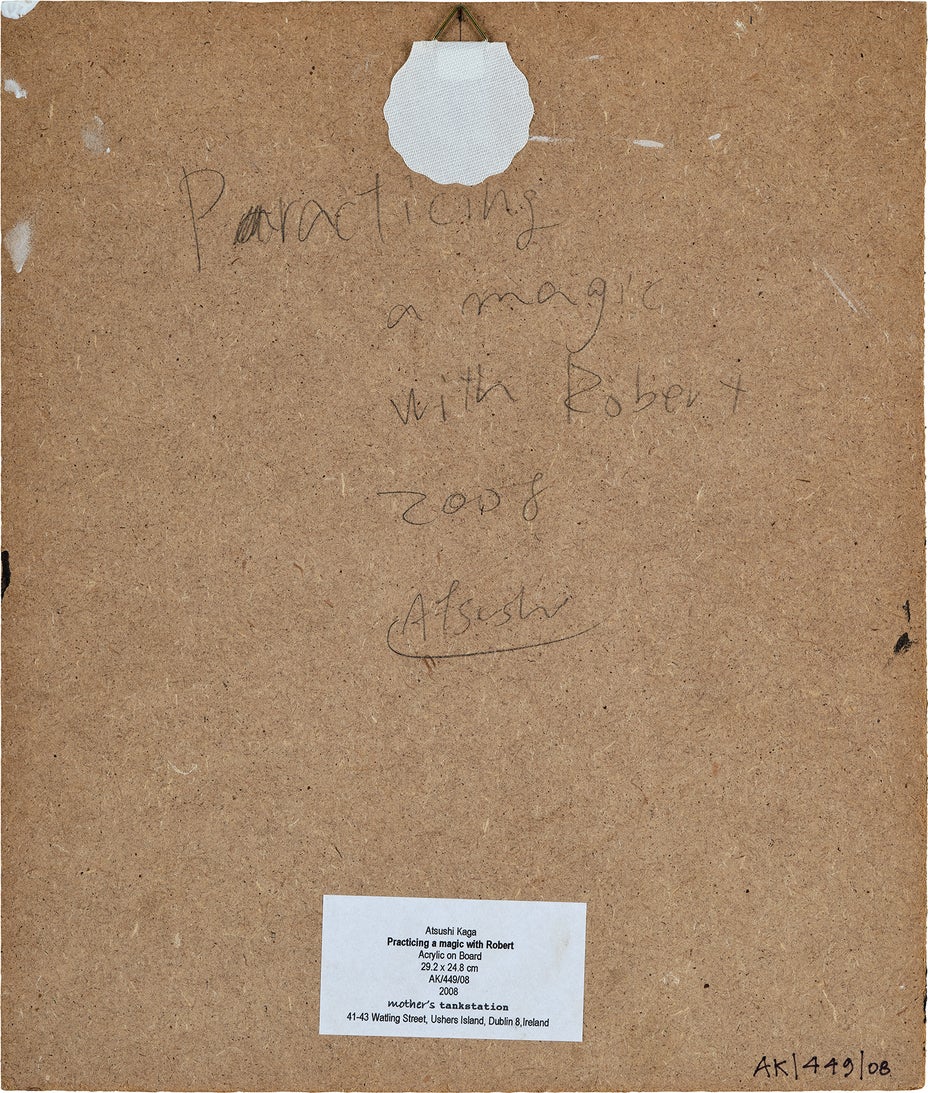 Practicing
a magic
with Robert
2008
Atsushi
Atsushi Kaga
Practicing a magic with Robert
Acrylic on Board
29.2 x 24.8 cm
AK/449/08
2008
mother's tankstation
41-43 Watling Street, Ushers Island, Dublin 8,Ireland
AK/449/08